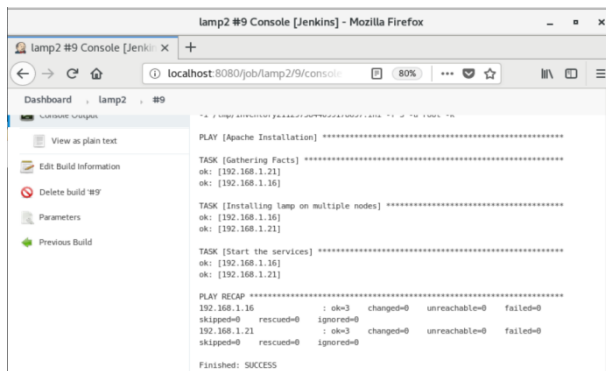 lamp2 #9 Console [Jenkins] - Mozilla Firefox
lamp2 #9 Console [Jenkin
localhost:8080/job/lamp2/9/console
80%
Dashboard lamp2 #9
Console Output
View as plain text
Edit Build Information
Delete build '#9'
Parameters
Previous Build
PLAY [Apache Installation] **************************************************
TASK [Gathering Facts] ******************************************************
ok: [192.168.1.21]
ok: [192.168.1.16]
TASK [Installing lamp on multiple nodes] ************************************
ok: [192.168.1.16]
ok: [192.168.1.21]
TASK [Start the services] ***************************************************
ok: [192.168.1.16]
ok: [192.168.1.21]
PLAY RECAP ******************************************************************
192.168.1.16 : ok=3 changed=0 unreachable=0 failed=0
skipped=0 rescued=0 ignored=0
192.168.1.21 : ok=3 changed=0 unreachable=0 failed=0
skipped=0 rescued=0 ignored=0
Finished: SUCCESS